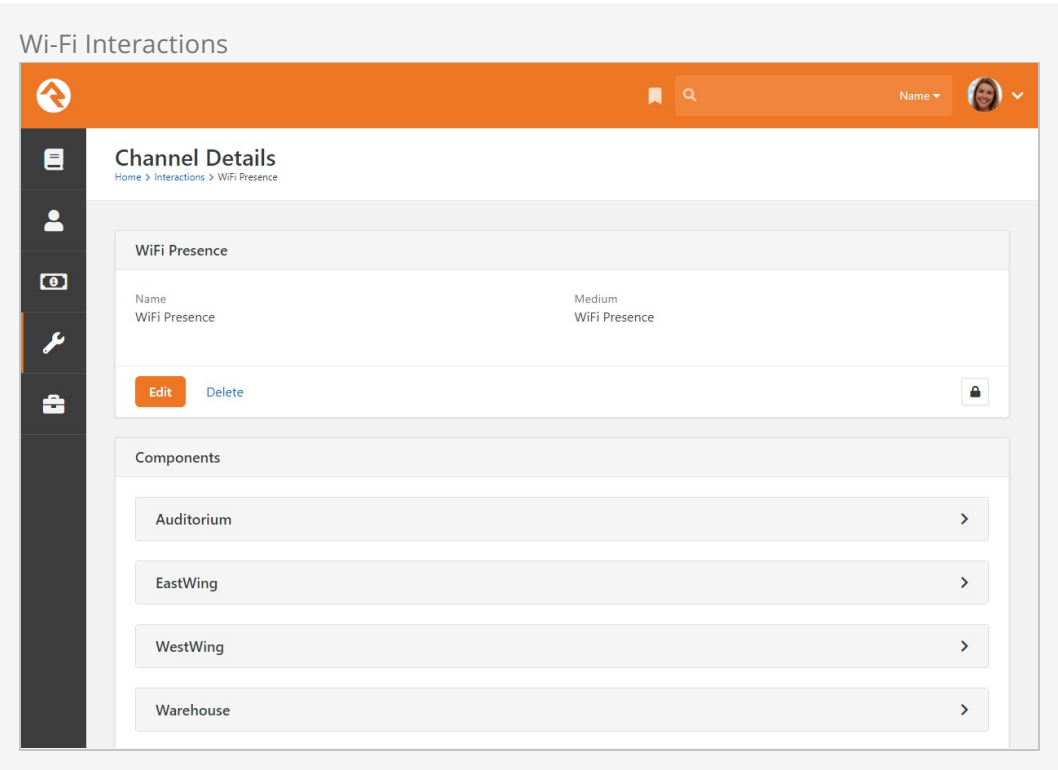 Wi-Fi Interactions
Name
Channel Details
Home > Interactions > WiFi Presence
WiFi Presence
Name
Medium
WiFi Presence
WiFi Presence
Edit
Delete
Components
Auditorium
EastWing
WestWing
Warehouse